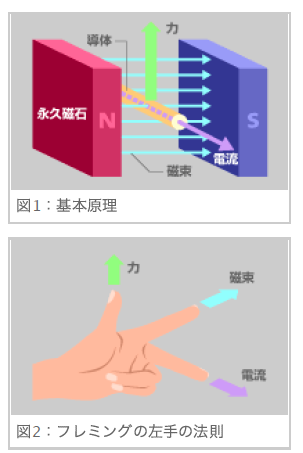 力
導体
永久磁石
N
S
電流
磁束
図1：基本原理
力
磁束
電流
図2：フレミングの左手の法則